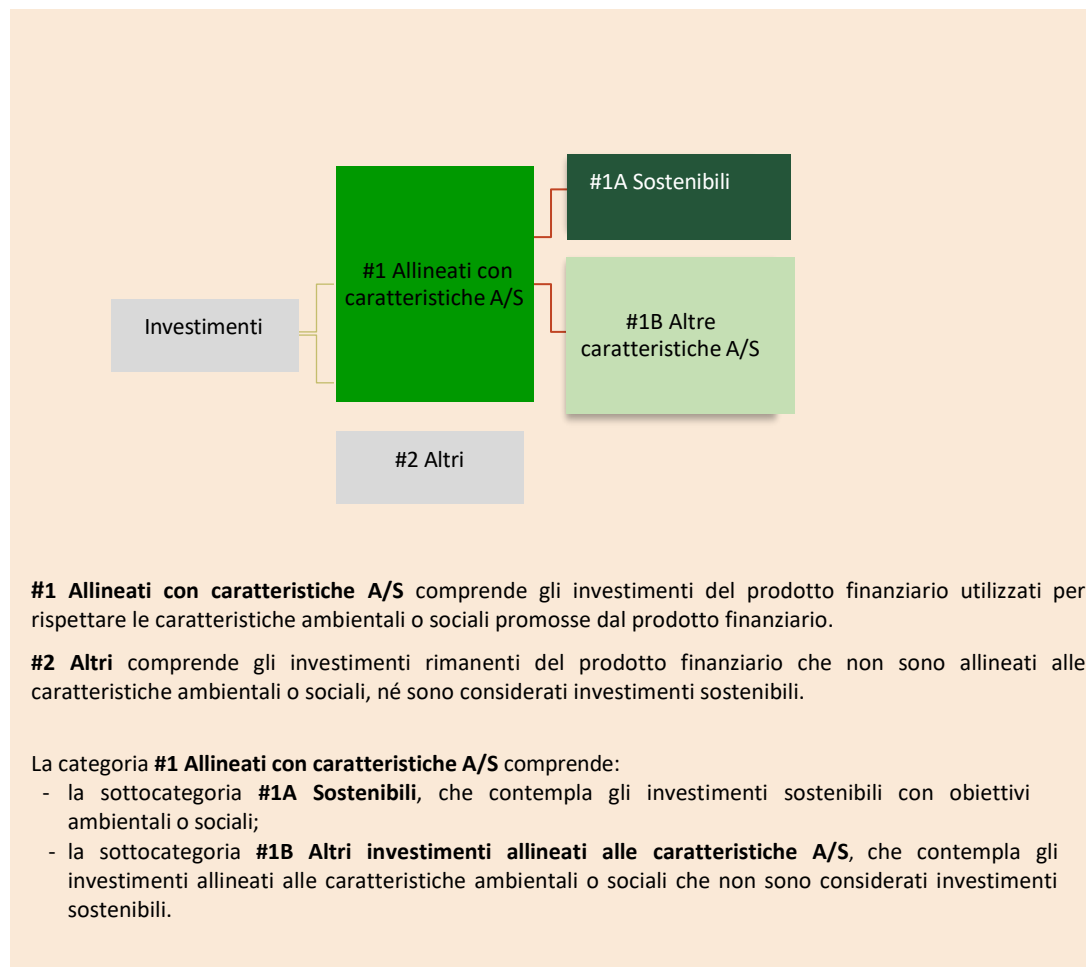 #1A Sostenibili
#1 Allineati con
caratteristiche A/S
Investimenti
#1B Altre
caratteristiche A/S
#2 Altri
#1 Allineati con caratteristiche A/S comprende gli investimenti del prodotto finanziario utilizzati per
rispettare le caratteristiche ambientali o sociali promosse dal prodotto finanziario.
#2 Altri comprende gli investimenti rimanenti del prodotto finanziario che non sono allineati alle
caratteristiche ambientali o sociali, né sono considerati investimenti sostenibili.
La categoria #1 Allineati con caratteristiche A/S comprende:
- la sottocategoria #1A Sostenibili, che contempla gli investimenti sostenibili con obiettivi
ambientali o sociali;
- la sottocategoria #1B Altri investimenti allineati alle caratteristiche A/S, che contempla gli
investimenti allineati alle caratteristiche ambientali o sociali che non sono considerati investimenti
sostenibili.